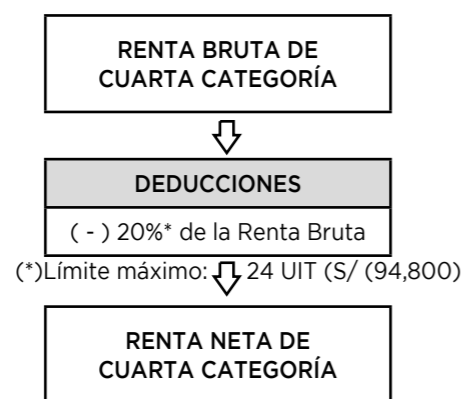 RENTA BRUTA DE
CUARTA CATEGORÍA
DEDUCCIONES
( - ) 20%* de la Renta Bruta
(*)Límite máximo: 24 UIT (S/ (94,800)
RENTA NETA DE
CUARTA CATEGORÍA